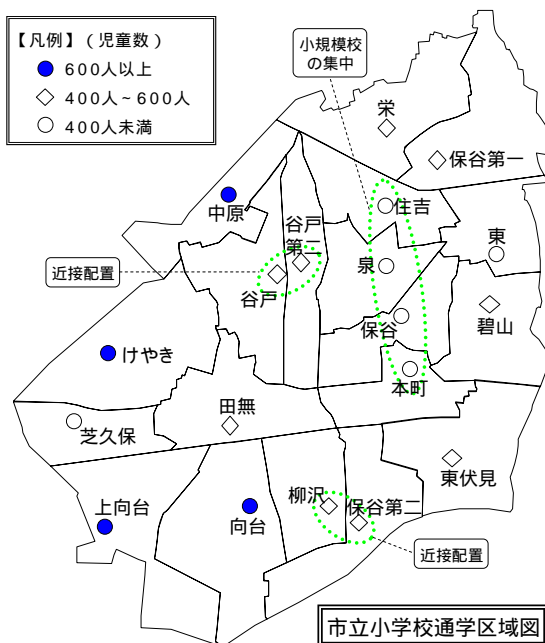 【凡例】(児童数)
600人以上
400人～600人
400人未満
小規模校
の集中
栄
保谷第一
中原
住吉
谷戸
第二
東
近接配置
泉
谷戸
保谷
碧山
けやき
本町
田無
芝久保
東伏見
柳沢
保谷第二
上向台
向台
近接配置
市立小学校通学区域図